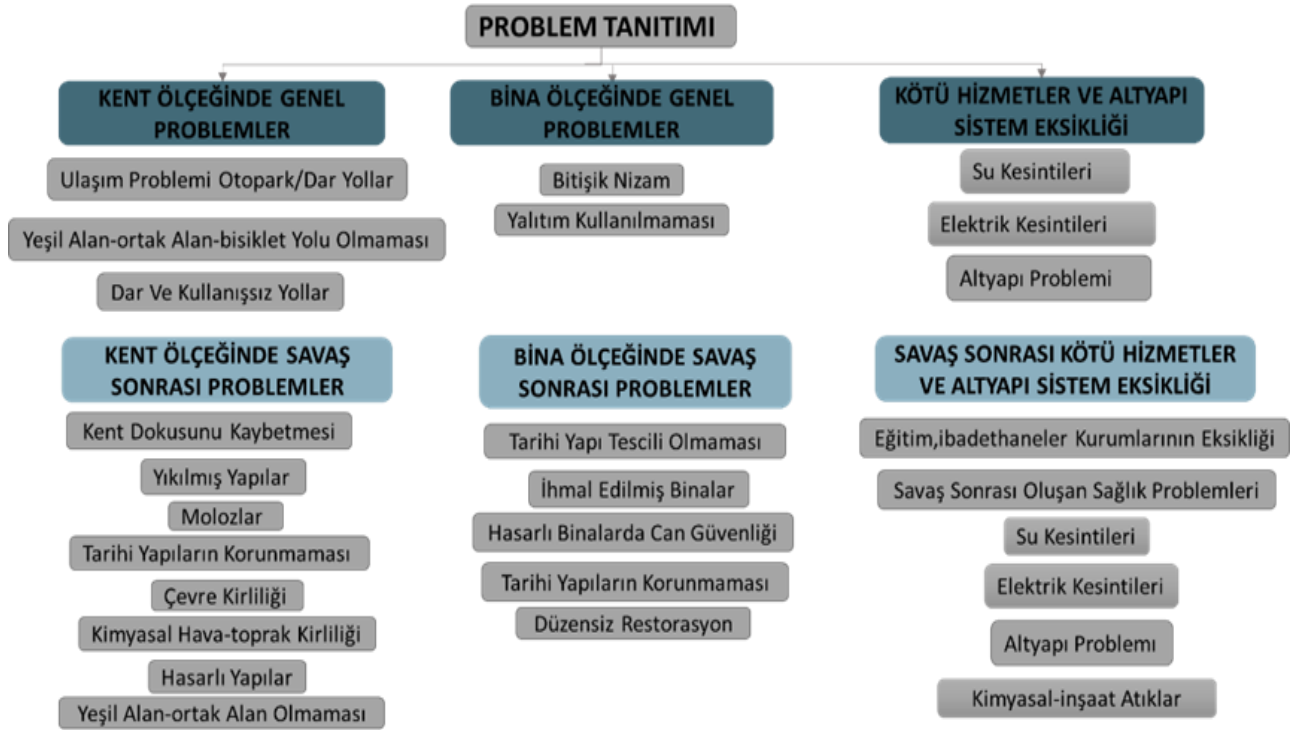 PROBLEM TANITIMI
KENT ÖLÇEĞİNDE GENEL
PROBLEMLER
Ulaşım Problemi Otopark/Dar Yollar
Yeşil Alan-ortak Alan-bisiklet Yolu Olmaması
Dar Ve Kullanışsız Yollar
BİNA ÖLÇEĞİNDE GENEL
PROBLEMLER
Bitişik Nizam
Yalıtım Kullanılmaması
KÖTÜ HİZMETLER VE ALTYAPI
SİSTEM EKSİKLİĞİ
Su Kesintileri
Elektrik Kesintileri
Altyapı Problemi
KENT ÖLÇEĞİNDE SAVAŞ
SONRASI PROBLEMLER
Kent Dokusunu Kaybetmesi
Yıkılmış Yapılar
Molozlar
Tarihi Yapıların Korunmaması
Çevre Kirliliği
Kimyasal Hava-toprak Kirliliği
Hasarlı Yapılar
Yeşil Alan-ortak Alan Olmaması
BİNA ÖLÇEĞİNDE SAVAŞ
SONRASI PROBLEMLER
Tarihi Yapı Tescili Olmaması
İhmal Edilmiş Binalar
Hasarlı Binalarda Can Güvenliği
Tarihi Yapıların Korunmaması
Düzensiz Restorasyon
SAVAŞ SONRASI KÖTÜ HİZMETLER
VE ALTYAPI SİSTEM EKSİKLİĞİ
Eğitim,ibadethaneler Kurumlarının Eksikliği
Savaş Sonrası Oluşan Sağlık Problemleri
Su Kesintileri
Elektrik Kesintileri
Altyapı Problemı
Kimyasal-inşaat Atıklar